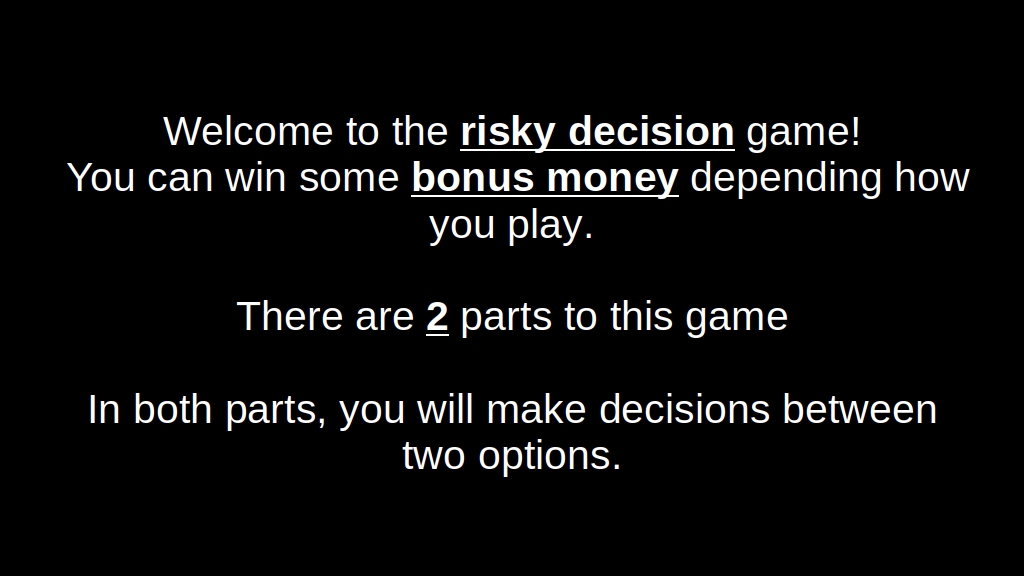 Welcome to the risky decision game!
You can win some bonus money depending how
you play.
There are 2 parts to this game
In both parts, you will make decisions between
two options.